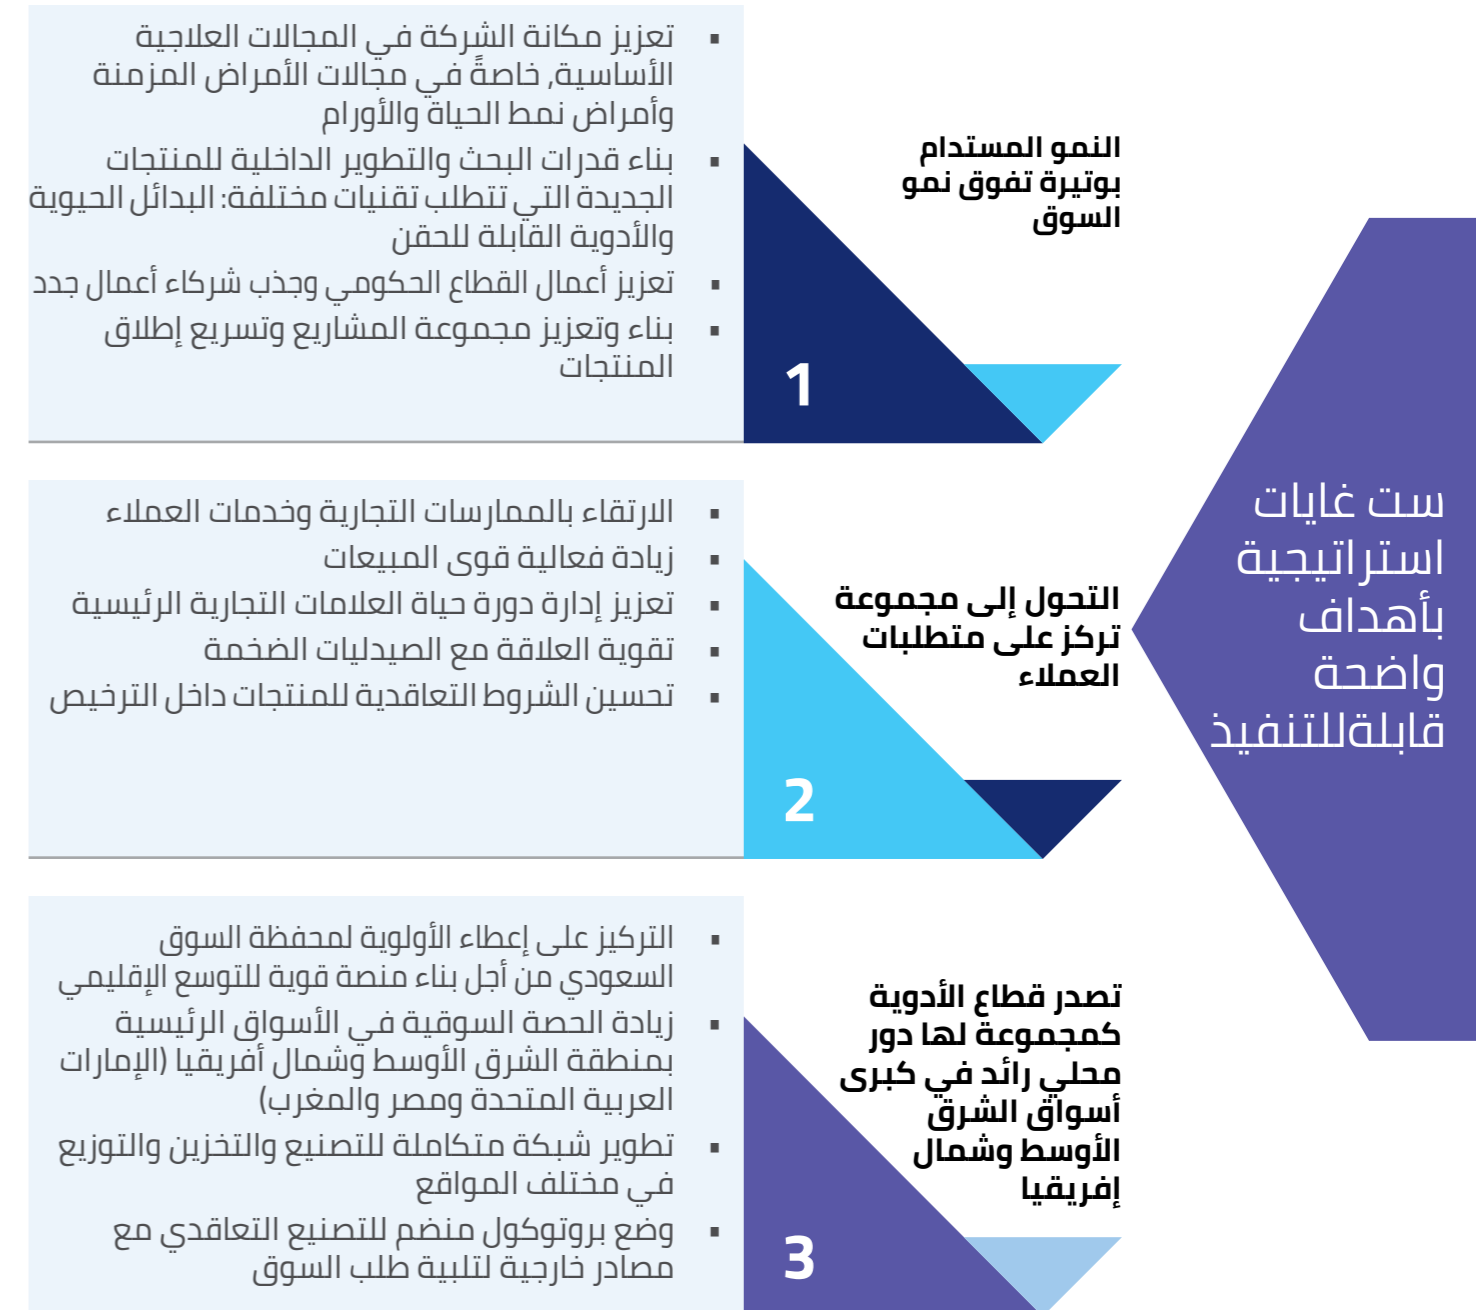 ست غايات
استراتيجية
بأهداف
واضحة
قابلةللتنفيذ
النمو المستدام
بوتيرة تفوق نمو
السوق
1
تعزيز مكانة الشركة في المجالات العلاجية
الأساسية, خاصةً في مجالات الأمراض المزمنة
وأمراض نمط الحياة والأورام
بناء قدرات البحث والتطوير الداخلية للمنتجات
الجديدة التي تتطلب تقنيات مختلفة: البدائل الحيوية
والأدوية القابلة للحقن
تعزيز أعمال القطاع الحكومي وجذب شركاء أعمال جدد
بناء وتعزيز مجموعة المشاريع وتسريع إطلاق
المنتجات
التحول إلى مجموعة
تركز على متطلبات
العملاء
2
الارتقاء بالممارسات التجارية وخدمات العملاء
زيادة فعالية قوى المبيعات
تعزيز إدارة دورة حياة العلامات التجارية الرئيسية
تقوية العلاقة مع الصيدليات الضخمة
تحسين الشروط التعاقدية للمنتجات داخل الترخيص
تصدر قطاع الأدوية
كمجموعة لها دور
محلي رائد في كبرى
أسواق الشرق
الأوسط وشمال
إفريقيا
3
التركيز على إعطاء الأولوية لمحفظة السوق
السعودي من أجل بناء منصة قوية للتوسع الإقليمي
زيادة الحصة السوقية في الأسواق الرئيسية
بمنطقة الشرق الأوسط وشمال أفريقيا (الإمارات
العربية المتحدة ومصر والمغرب)
تطوير شبكة متكاملة للتصنيع والتخزين والتوزيع
في مختلف المواقع
وضع بروتوكول منضم للتصنيع التعاقدي مع
مصادر خارجية لتلبية طلب السوق